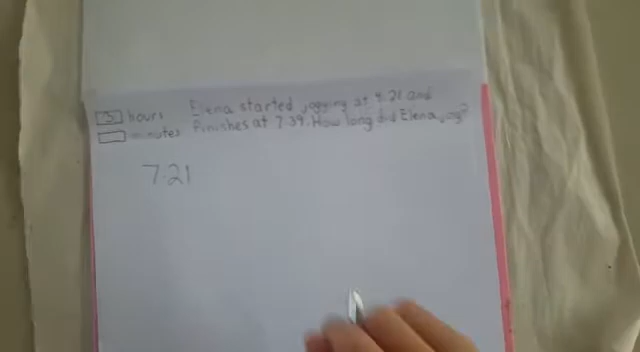 3 hours Elena started jogging at 4:21 and
minutes finishes at 7:39. How long did Elena jog?
7:21